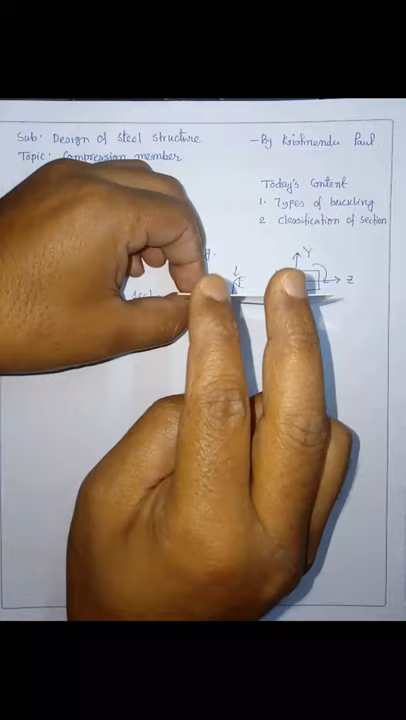 Sub: Design of steel structure
-By Krishnendu Paul
Topic: Compression member
Today's Content
1. Types of buckling
2 Classification of section
Y
Z